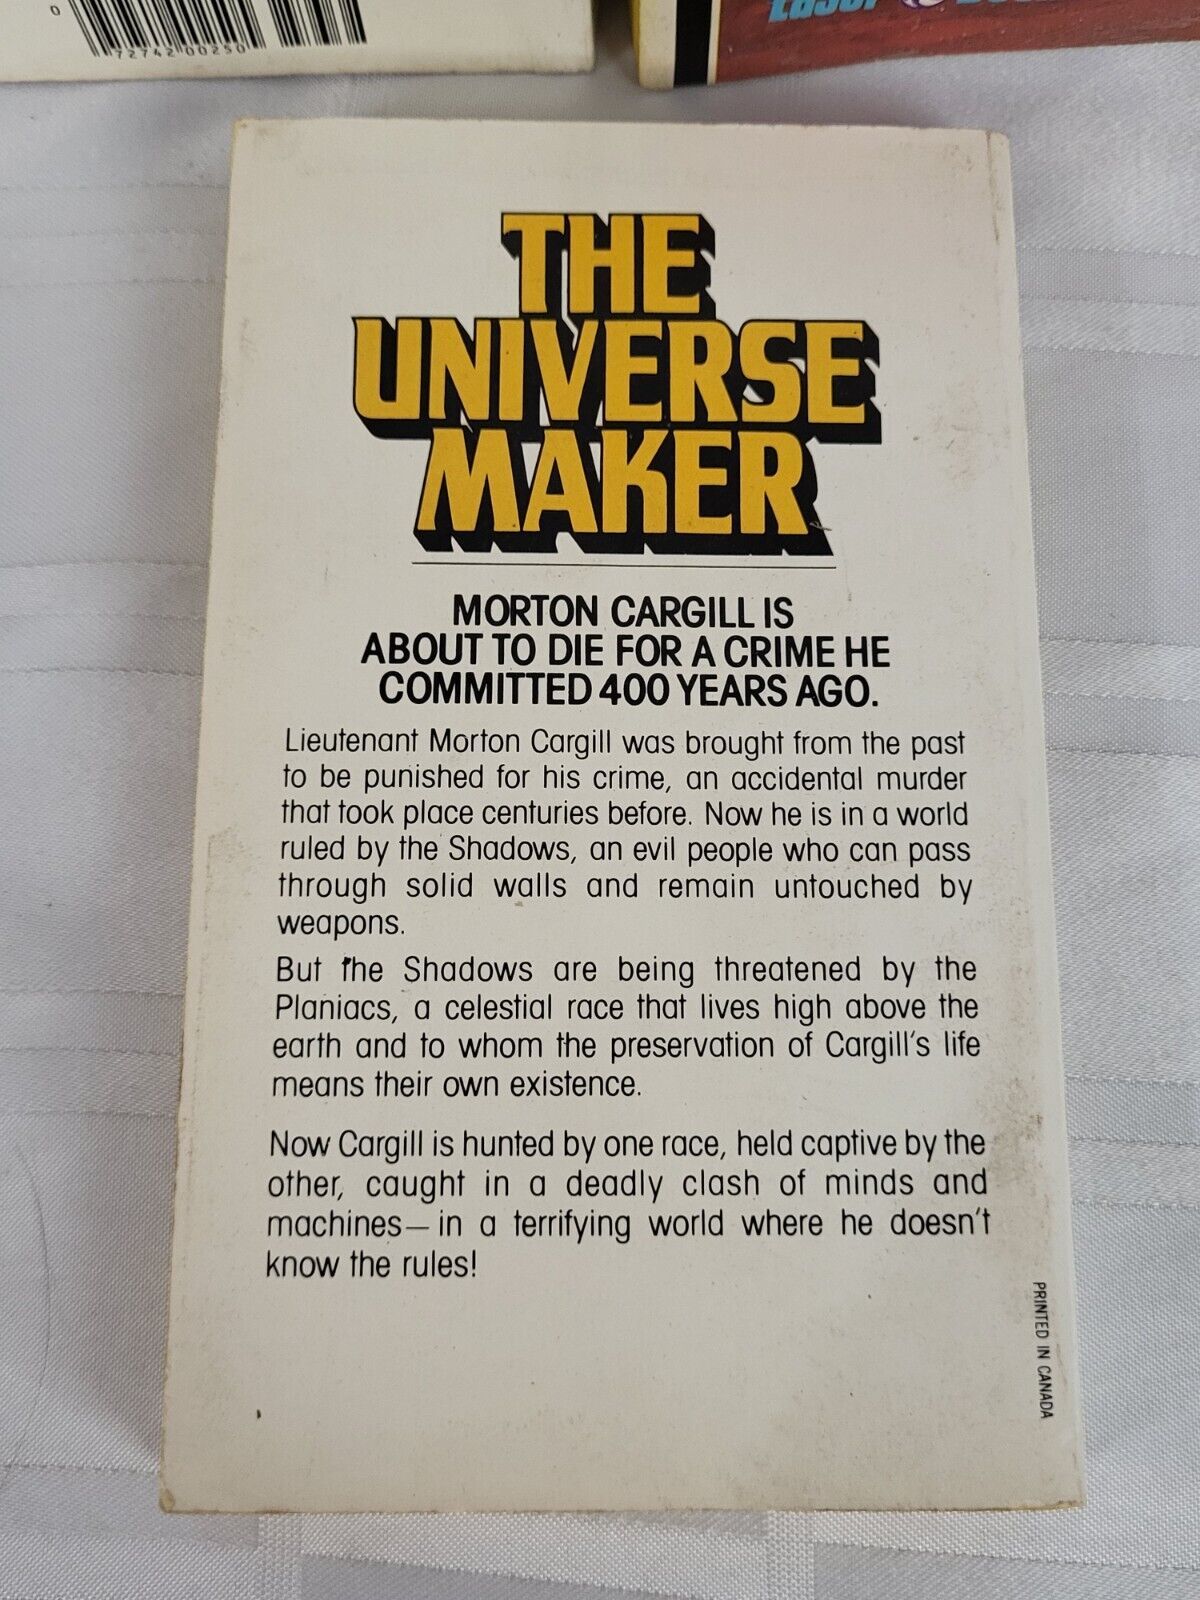 0
72742 00250
Laser
THE
UNIVERSE
MAKER
MORTON CARGILL IS
ABOUT TO DIE FOR A CRIME HE
COMMITTED 400 YEARS AGO.
Lieutenant Morton Cargill was brought from the past
to be punished for his crime, an accidental murder
that took place centuries before. Now he is in a world
ruled by the Shadows, an evil people who can pass
through solid walls and remain untouched by
weapons.
But the Shadows are being threatened by the
Planiacs, a celestial race that lives high above the
earth and to whom the preservation of Cargill's life
means their own existence.
Now Cargill is hunted by one race, held captive by the
other, caught in a deadly clash of minds and
machines—in a terrifying world where he doesn't
know the rules!
PRINTED IN CANADA